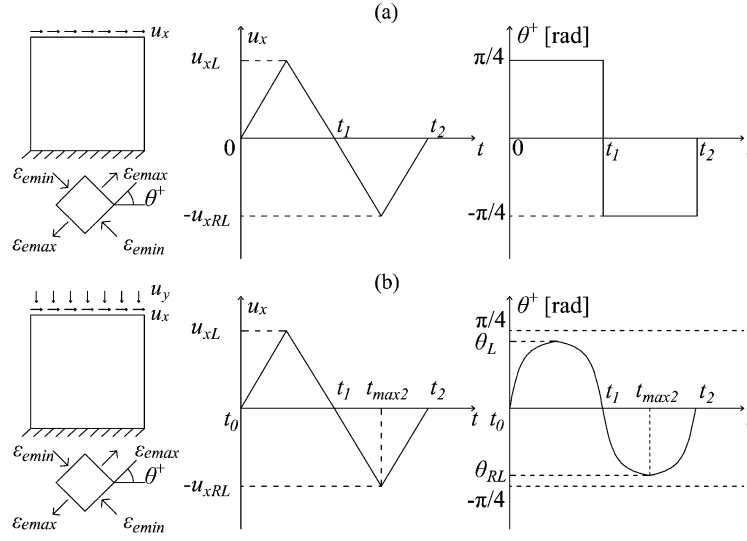 (a)
u_x
ε_emin
ε_emax
θ⁺
ε_emax
ε_emin
u_x
u_xL
t_1
t_2
0
t
-u_xRL
θ⁺ [rad]
π/4
0
t_1
t_2
-π/4
(b)
u_y
u_x
ε_emin
ε_emax
θ⁺
ε_emax
ε_emin
u_x
u_xL
t_1
t_max2
t_2
t_0
t
-u_xRL
θ⁺ [rad]
π/4
θ_L
t_1
t_max2
t_2
t_0
θ_RL
-π/4